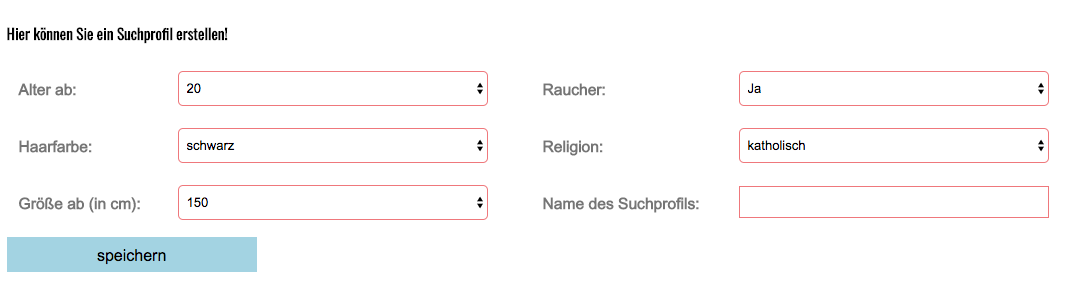 Hier können Sie ein Suchprofil erstellen!
Alter ab: 20 Raucher: Ja
Haarfarbe: schwarz Religion: katholisch
Größe ab (in cm): 150 Name des Suchprofils:
speichern